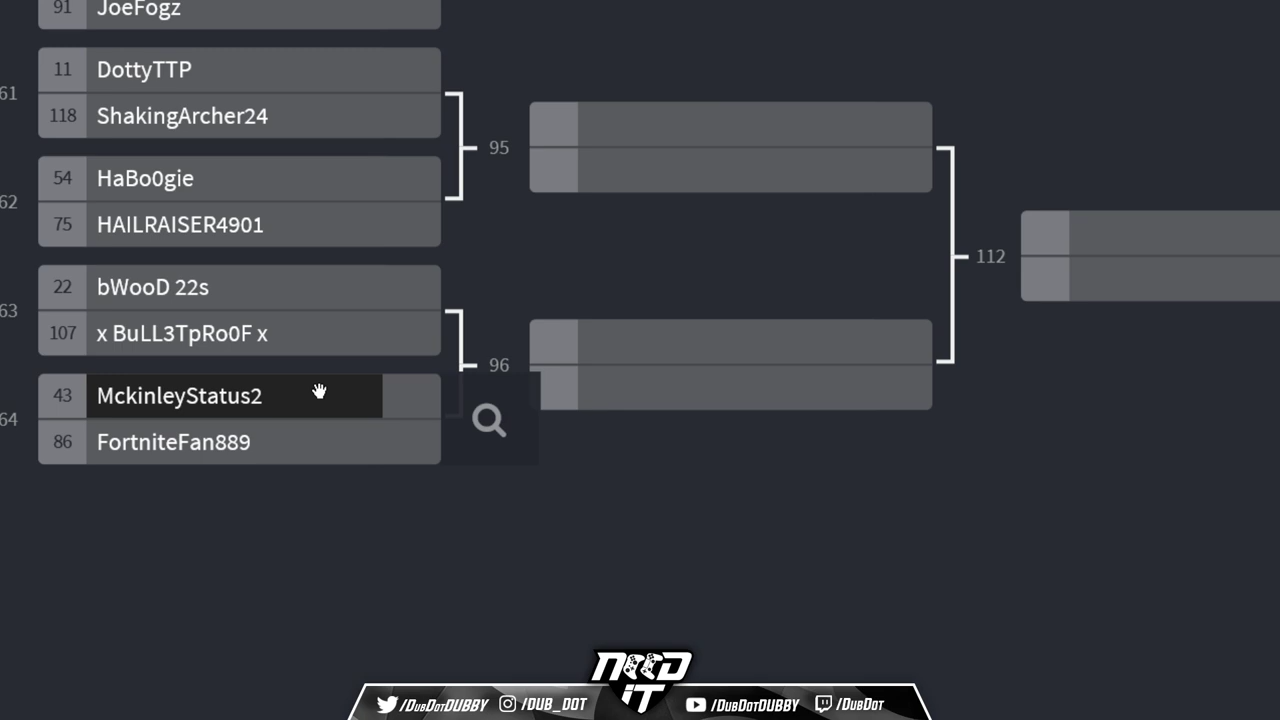 91 JoeFogz
11 DottyTTP
61
118 ShakingArcher24
95
54 HaBo0gie
62
75 HAILRAISER4901
112
22 bWooD 22s
63
107 x BuLL3TpRo0F x
96
43 MckinleyStatus2
64
86 FortniteFan889
NEED
iT
/DubDotDUBBY /DUB_DOT /DubDotDUBBY /DubDot